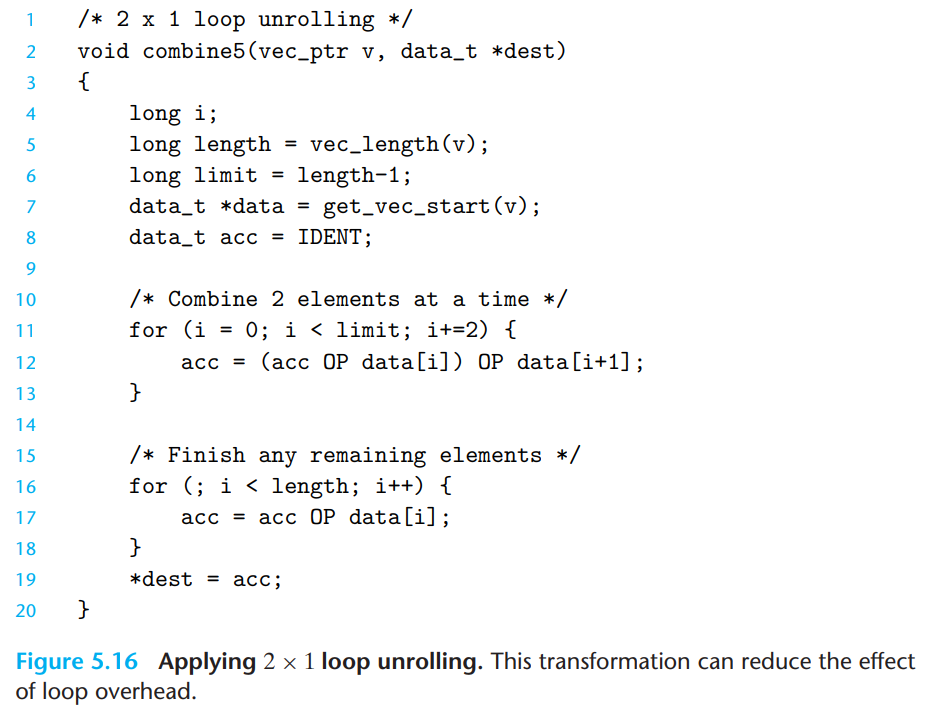 1 /* 2 x 1 loop unrolling */
2 void combine5(vec_ptr v, data_t *dest)
3 {
4     long i;
5     long length = vec_length(v);
6     long limit = length-1;
7     data_t *data = get_vec_start(v);
8     data_t acc = IDENT;
9
10     /* Combine 2 elements at a time */
11     for (i = 0; i < limit; i+=2) {
12         acc = (acc OP data[i]) OP data[i+1];
13     }
14
15     /* Finish any remaining elements */
16     for (; i < length; i++) {
17         acc = acc OP data[i];
18     }
19     *dest = acc;
20 }
Figure 5.16 Applying 2 × 1 loop unrolling. This transformation can reduce the effect
of loop overhead.